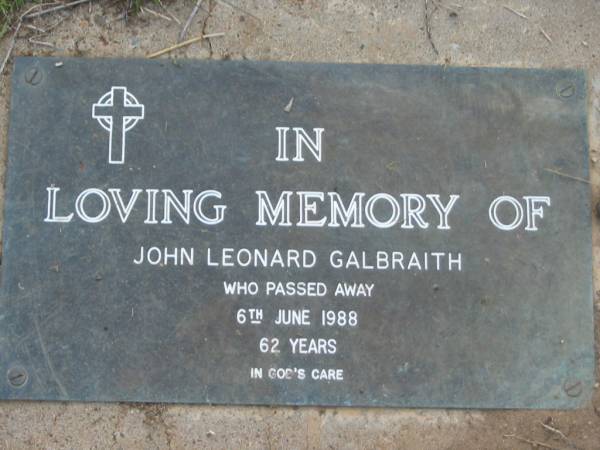 IN
LOVING MEMORY OF
JOHN LEONARD GALBRAITH
WHO PASSED AWAY
6TH JUNE 1988
62 YEARS
IN GOD'S CARE